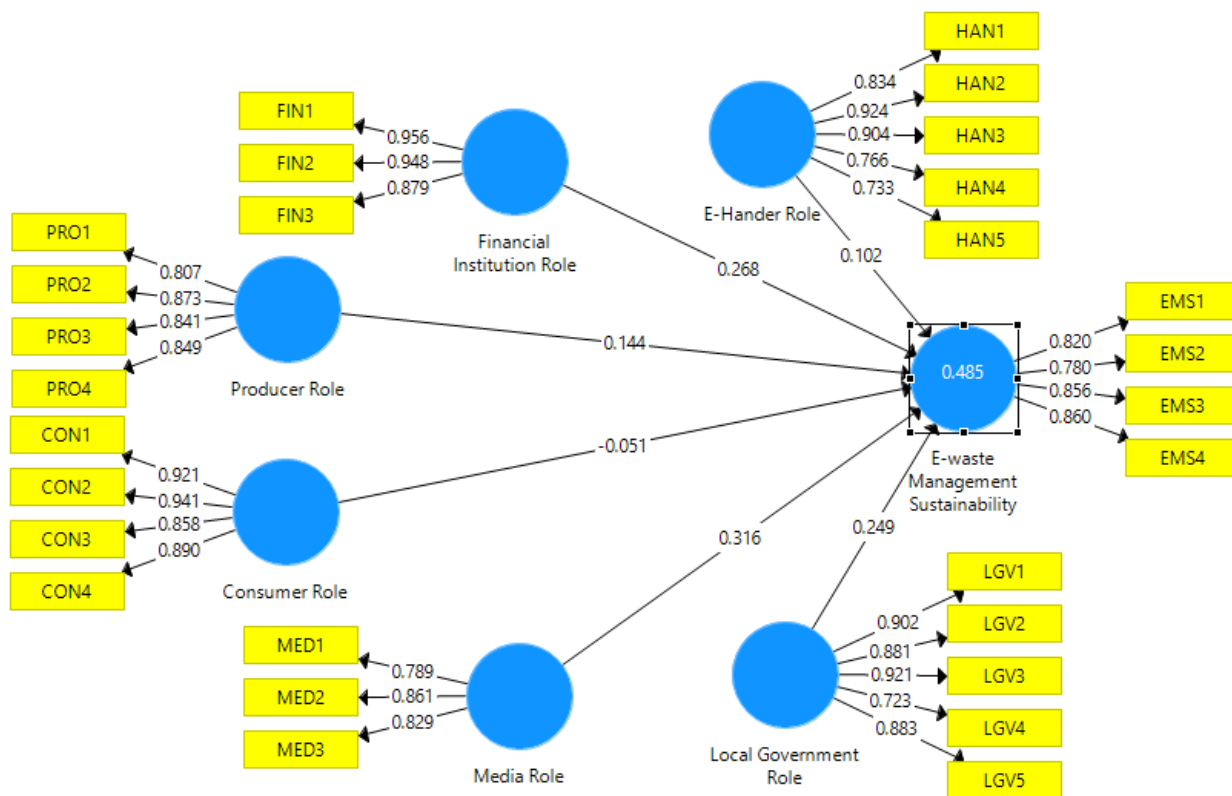 HAN1
0.834
HAN2
0.924
HAN3
0.904
HAN4
0.766
HAN5
0.733
E-Hander Role
0.102
FIN1
0.956
FIN2
0.948
FIN3
0.879
Financial
Institution Role
0.268
PRO1
0.807
PRO2
0.873
PRO3
0.841
PRO4
0.849
Producer Role
0.144
CON1
0.921
CON2
0.941
CON3
0.858
CON4
0.890
Consumer Role
-0.051
MED1
0.789
MED2
0.861
MED3
0.829
Media Role
0.316
LGV1
0.902
LGV2
0.881
LGV3
0.921
LGV4
0.723
LGV5
0.883
Local Government
Role
0.249
0.485
E-waste
Management
Sustainability
EMS1
0.820
EMS2
0.780
EMS3
0.856
EMS4
0.860